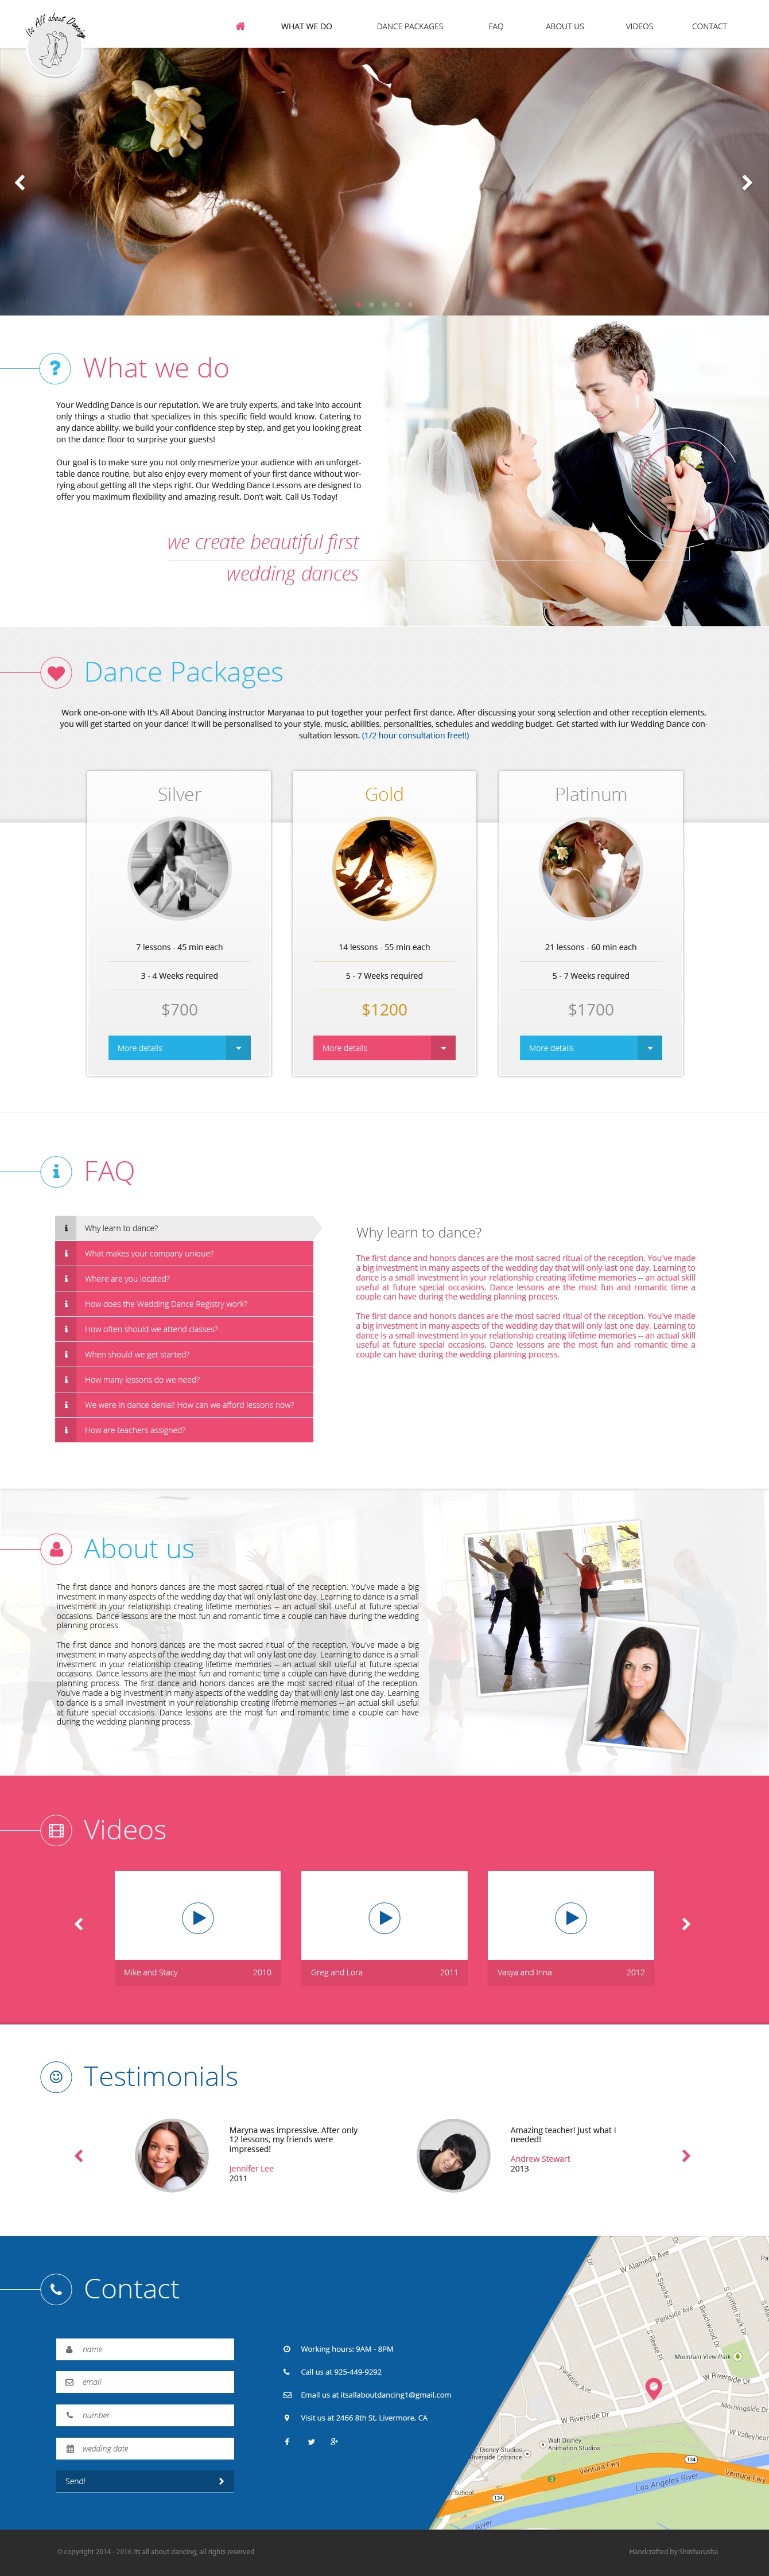 Its All about Dancing
WHAT WE DO
DANCE PACKAGES
FAQ
ABOUT US
VIDEOS
CONTACT
?
What we do
Your Wedding Dance is our reputation. We are truly experts, and take into account
only things a studio that specializes in this specific field would know. Catering to
any dance ability, we build your confidence step by step, and get you looking great
on the dance floor to surprise your guests!
Our goal is to make sure you not only mesmerize your audience with an unforget-
table dance routine, but also enjoy every moment of your first dance without wor-
rying about getting all the steps right. Our Wedding Dance Lessons are designed to
offer you maximum flexibility and amazing result. Don't wait, Call Us Today!
we create beautiful first
wedding dances
Dance Packages
Work one-on-one with It's All About Dancing instructor Maryanaa to put together your perfect first dance. After discussing your song selection and other reception elements,
you will get started on your dance! It will be personalised to your style, music, abilities, personalities, schedules and wedding budget. Get started with iur Wedding Dance con-
sultation lesson. (1/2 hour consultation free!!)
Silver
7 lessons - 45 min each
3 - 4 Weeks required
$700
More details
Gold
14 lessons - 55 min each
5 - 7 Weeks required
$1200
More details
Platinum
21 lessons - 60 min each
5 - 7 Weeks required
$1700
More details
FAQ
Why learn to dance?
What makes your company unique?
Where are you located?
How does the Wedding Dance Registry work?
How often should we attend classes?
When should we get started?
How many lessons do we need?
We were in dance denial! How can we afford lessons now?
How are teachers assigned?
Why learn to dance?
The first dance and honors dances are the most sacred ritual of the reception. You've made
a big investment in many aspects of the wedding day that will only last one day. Learning to
dance is a small investment in your relationship creating lifetime memories -- an actual skill
useful at future special occasions. Dance lessons are the most fun and romantic time a
couple can have during the wedding planning process.
The first dance and honors dances are the most sacred ritual of the reception. You've made
a big investment in many aspects of the wedding day that will only last one day. Learning to
dance is a small investment in your relationship creating lifetime memories -- an actual skill
useful at future special occasions. Dance lessons are the most fun and romantic time a
couple can have during the wedding planning process.
About us
The first dance and honors dances are the most sacred ritual of the reception. You've made a big
investment in many aspects of the wedding day that will only last one day. Learning to dance is a small
investment in your relationship creating lifetime memories -- an actual skill useful at future special
occasions. Dance lessons are the most fun and romantic time a couple can have during the wedding
planning process.
The first dance and honors dances are the most sacred ritual of the reception. You've made a big
investment in many aspects of the wedding day that will only last one day. Learning to dance is a small
investment in your relationship creating lifetime memories -- an actual skill useful at future special
occasions. Dance lessons are the most fun and romantic time a couple can have during the wedding
planning process. The first dance and honors dances are the most sacred ritual of the reception.
You've made a big investment in many aspects of the wedding day that will only last one day. Learning
to dance is a small investment in your relationship creating lifetime memories -- an actual skill useful
at future special occasions. Dance lessons are the most fun and romantic time a couple can have
during the wedding planning process.
Videos
Mike and Stacy 2010
Greg and Lora 2011
Vasya and Inna 2012
Testimonials
Maryna was impressive. After only
12 lessons, my friends were
impressed!
Jennifer Lee
2011
Amazing teacher! Just what I
needed!
Andrew Stewart
2013
Contact
name
email
number
wedding date
Send!
Working hours: 9AM - 8PM
Call us at 925-449-9292
Email us at itsallaboutdancing1@gmail.com
Visit us at 2466 8th St, Livermore, CA
W Alameda Ave
S Sparks St
Parkside Ave
S Beachwood Dr
S Griffith Park Dr
S Reese Pl
Mountain View Park
Parkside Ave
W Riverside Dr
Morningside Dr
W Riverside Dr
W Valleyhear
Walt Disney
Animation Studios
Disney Studios
Riverside Entrance
134
Ventura Fwy
Ventura Fwy
Los Angeles River
School
134
River
© copyright 2014 - 2016 Its all about dancing, all rights reserved
Handcrafted by Shinharusha